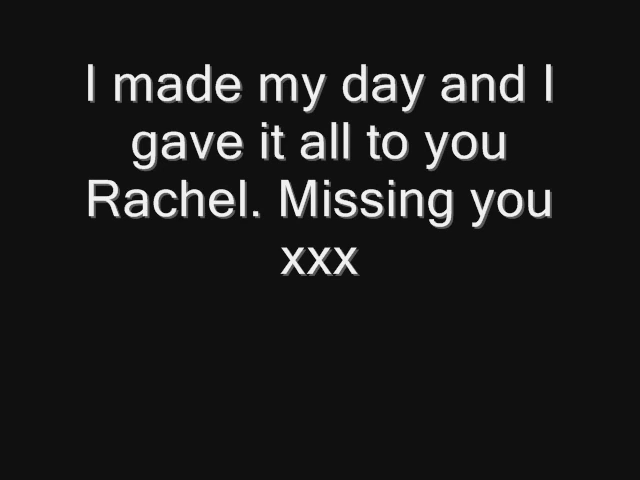 I made my day and I
gave it all to you
Rachel. Missing you
xxx